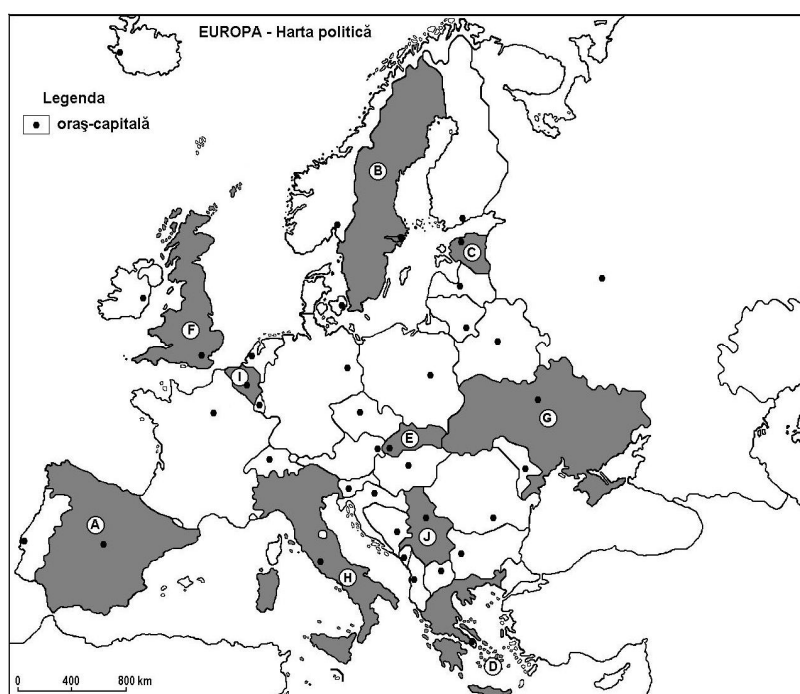 EUROPA - Harta politică
Legenda
oraş-capitală
B
C
F
I
G
E
A
J
H
D
0 400 800 km